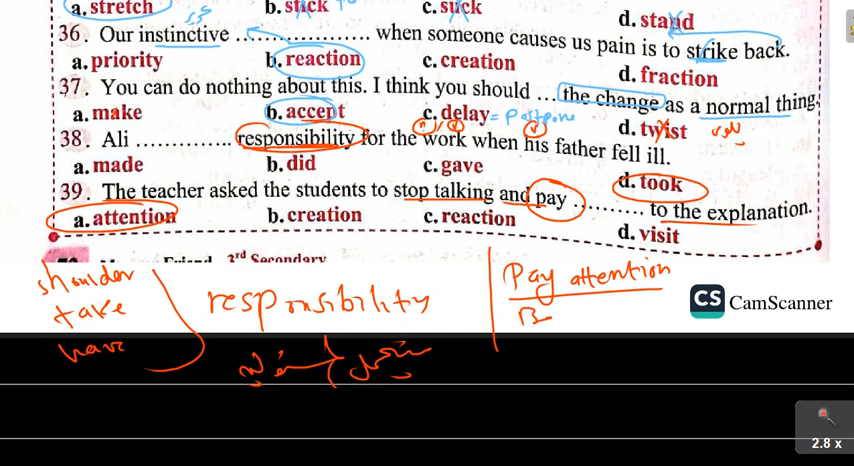 a. stretch b. stick c. suck d. stand
36. Our instinctive .................. when someone causes us pain is to strike back.
a. priority b. reaction c. creation d. fraction
37. You can do nothing about this. I think you should ... the change as a normal thing.
a. make b. accept c. delay = Postpone d. twist
38. Ali .............. responsibility for the work when his father fell ill.
a. made b. did c. gave d. took
39. The teacher asked the students to stop talking and pay .......... to the explanation.
a. attention b. creation c. reaction d. visit
3rd Secondary
shoulder
take
have
responsibility
Pay attention
CS CamScanner
2.8 x